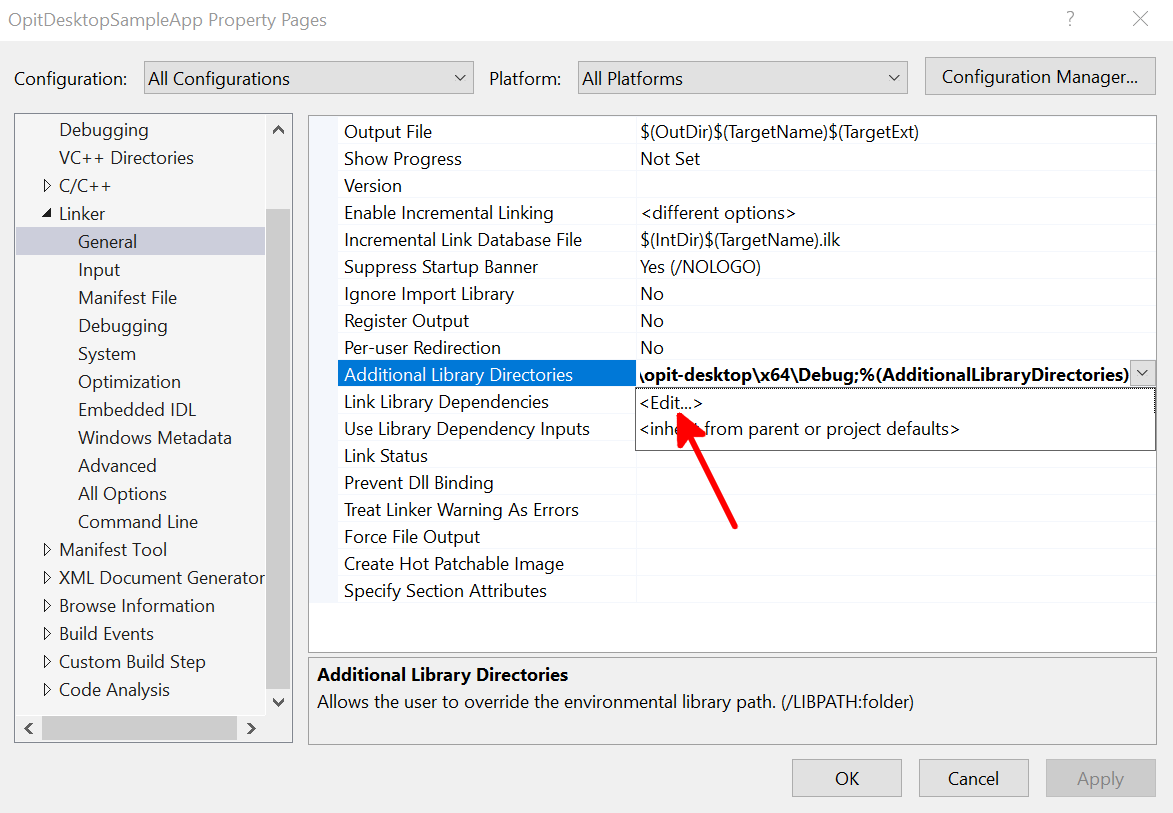 OpitDesktopSampleApp Property Pages
Configuration: All Configurations Platform: All Platforms Configuration Manager...
Debugging
VC++ Directories
C/C++
Linker
General
Input
Manifest File
Debugging
System
Optimization
Embedded IDL
Windows Metadata
Advanced
All Options
Command Line
Manifest Tool
XML Document Generator
Browse Information
Build Events
Custom Build Step
Code Analysis
Output File $(OutDir)$(TargetName)$(TargetExt)
Show Progress Not Set
Version
Enable Incremental Linking <different options>
Incremental Link Database File $(IntDir)$(TargetName).ilk
Suppress Startup Banner Yes (/NOLOGO)
Ignore Import Library No
Register Output No
Per-user Redirection No
Additional Library Directories \opit-desktop\x64\Debug;%(AdditionalLibraryDirectories)
Link Library Dependencies <Edit...>
Use Library Dependency Inputs <inherit from parent or project defaults>
Link Status
Prevent Dll Binding
Treat Linker Warning As Errors
Force File Output
Create Hot Patchable Image
Specify Section Attributes
Additional Library Directories
Allows the user to override the environmental library path. (/LIBPATH:folder)
OK Cancel Apply